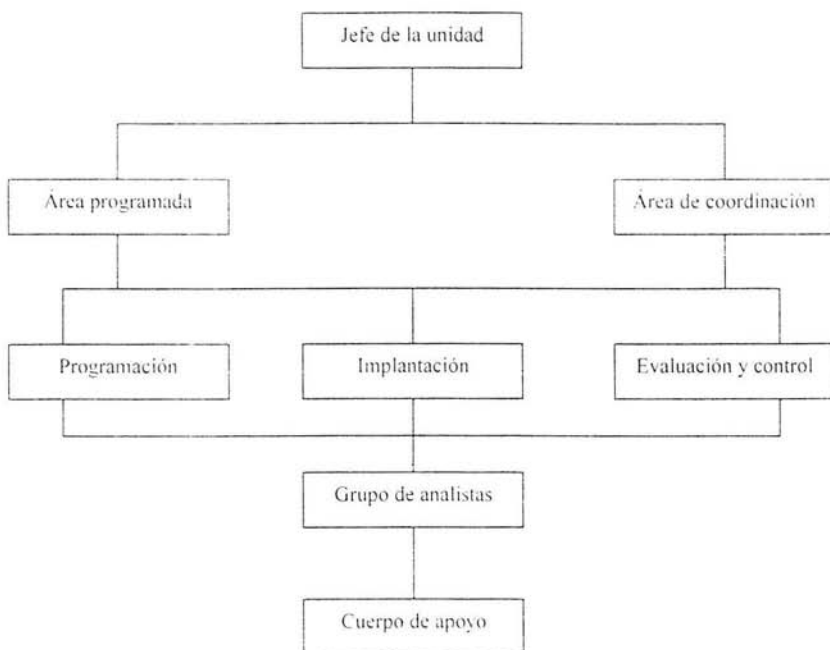 Jefe de la unidad
Área programada
Área de coordinación
Programación
Implantación
Evaluación y control
Grupo de analistas
Cuerpo de apoyo